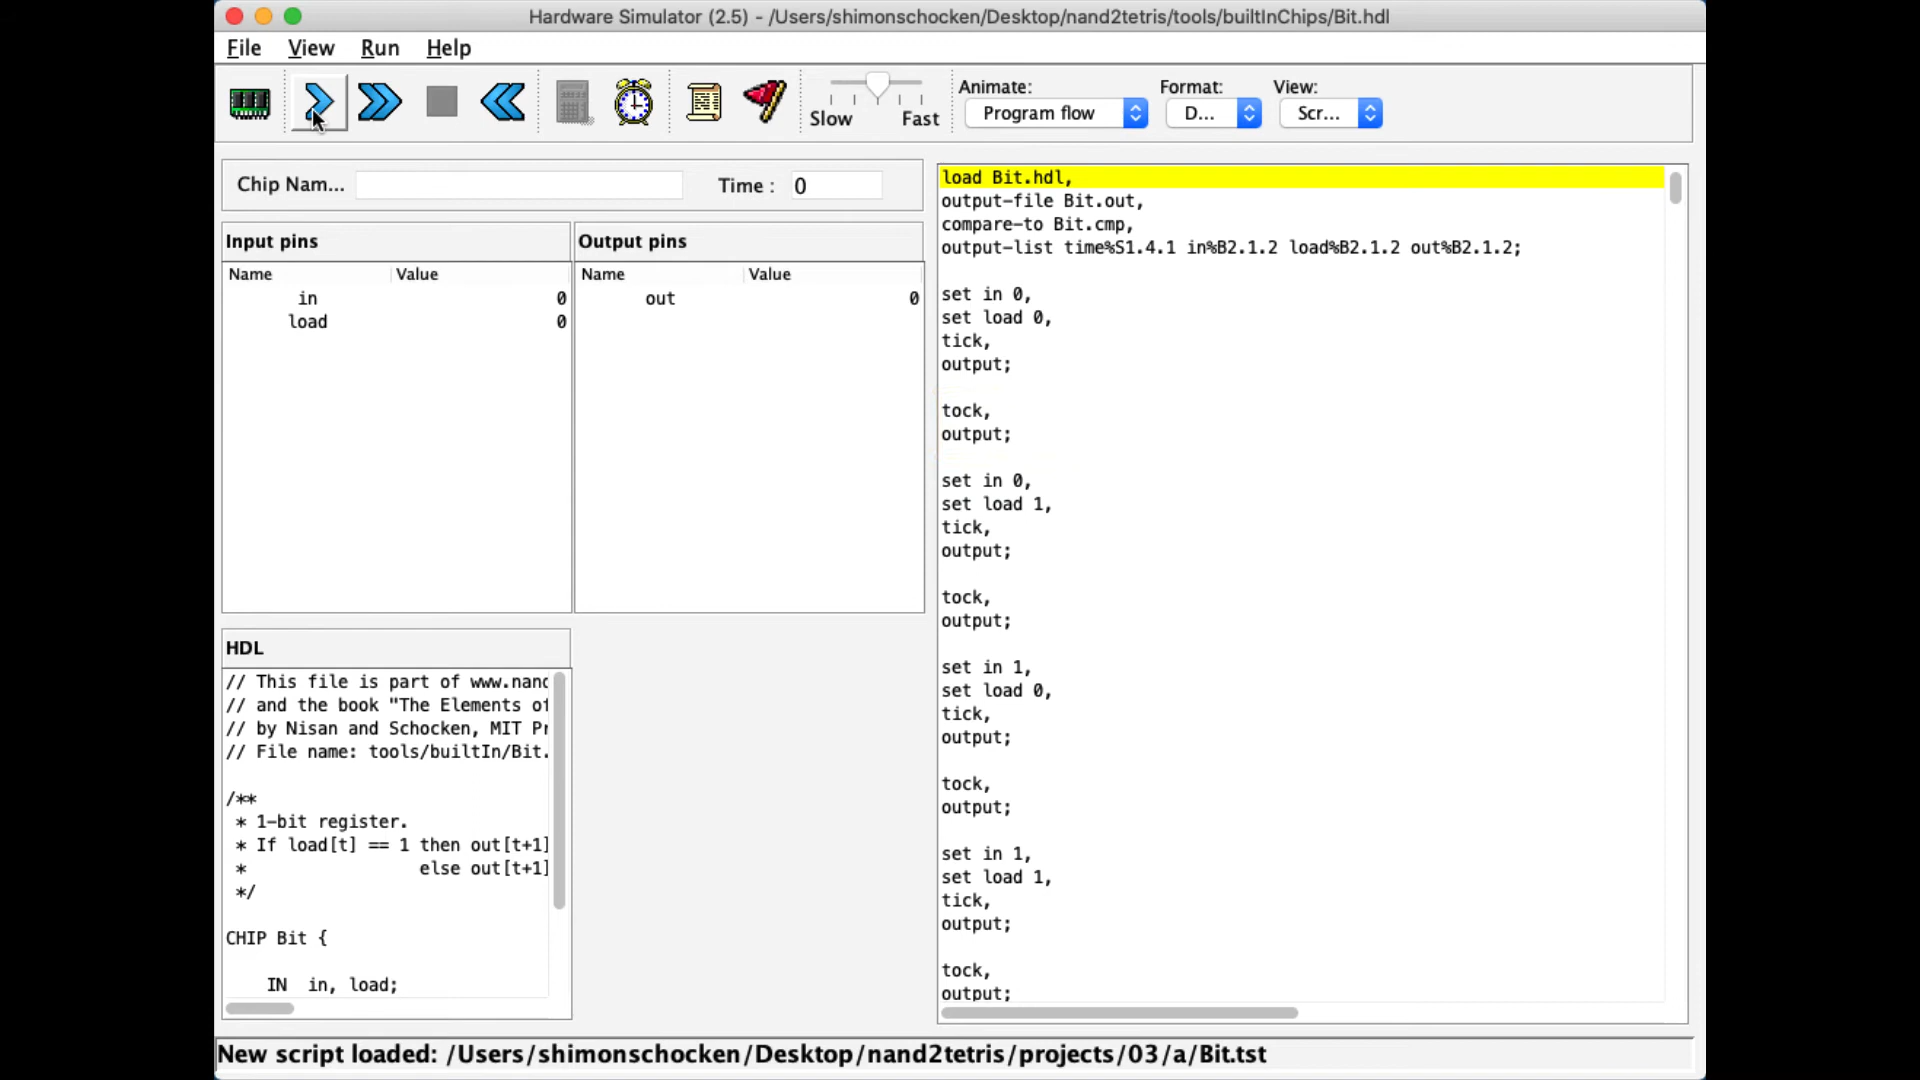 Hardware Simulator (2.5) - /Users/shimonschocken/Desktop/nand2tetris/tools/builtInChips/Bit.hdl
File View Run Help
Slow Fast
Animate:
Program flow
Format:
D...
View:
Scr...
Chip Nam...
Time : 0
Input pins
Name Value
in 0
load 0
Output pins
Name Value
out 0
HDL
// This file is part of www.nand
// and the book "The Elements of
// by Nisan and Schocken, MIT Pr
// File name: tools/builtIn/Bit.
/**
* 1-bit register.
* If load[t] == 1 then out[t+1]
* else out[t+1]
*/
CHIP Bit {
IN in, load;
load Bit.hdl,
output-file Bit.out,
compare-to Bit.cmp,
output-list time%S1.4.1 in%B2.1.2 load%B2.1.2 out%B2.1.2;
set in 0,
set load 0,
tick,
output;
tock,
output;
set in 0,
set load 1,
tick,
output;
tock,
output;
set in 1,
set load 0,
tick,
output;
tock,
output;
set in 1,
set load 1,
tick,
output;
tock,
output;
New script loaded: /Users/shimonschocken/Desktop/nand2tetris/projects/03/a/Bit.tst